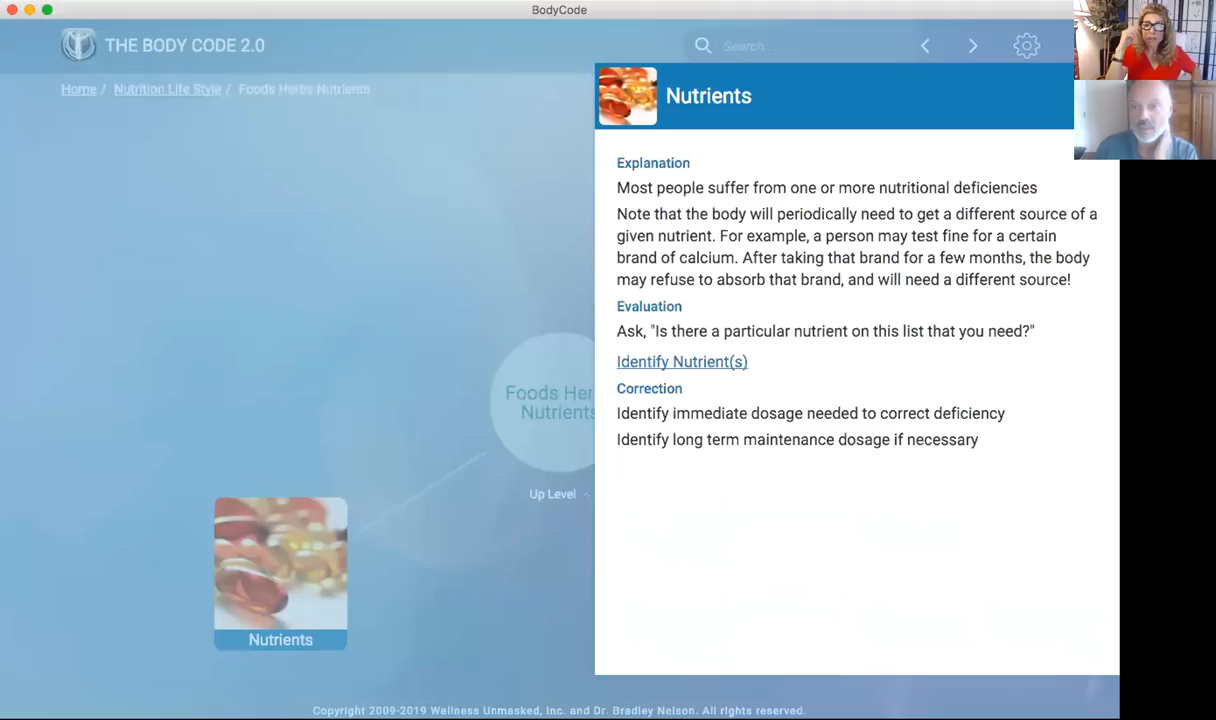 BodyCode
THE BODY CODE 2.0
Search...
Home / Nutrition Life Style / Foods Herbs Nutrients
Nutrients
Explanation
Most people suffer from one or more nutritional deficiencies
Note that the body will periodically need to get a different source of a
given nutrient. For example, a person may test fine for a certain
brand of calcium. After taking that brand for a few months, the body
may refuse to absorb that brand, and will need a different source!
Evaluation
Ask, "Is there a particular nutrient on this list that you need?"
Identify Nutrient(s)
Correction
Identify immediate dosage needed to correct deficiency
Identify long term maintenance dosage if necessary
Foods Her
Nutrients
Up Level
Nutrients
Copyright 2009-2019 Wellness Unmasked, Inc. and Dr. Bradley Nelson. All rights reserved.